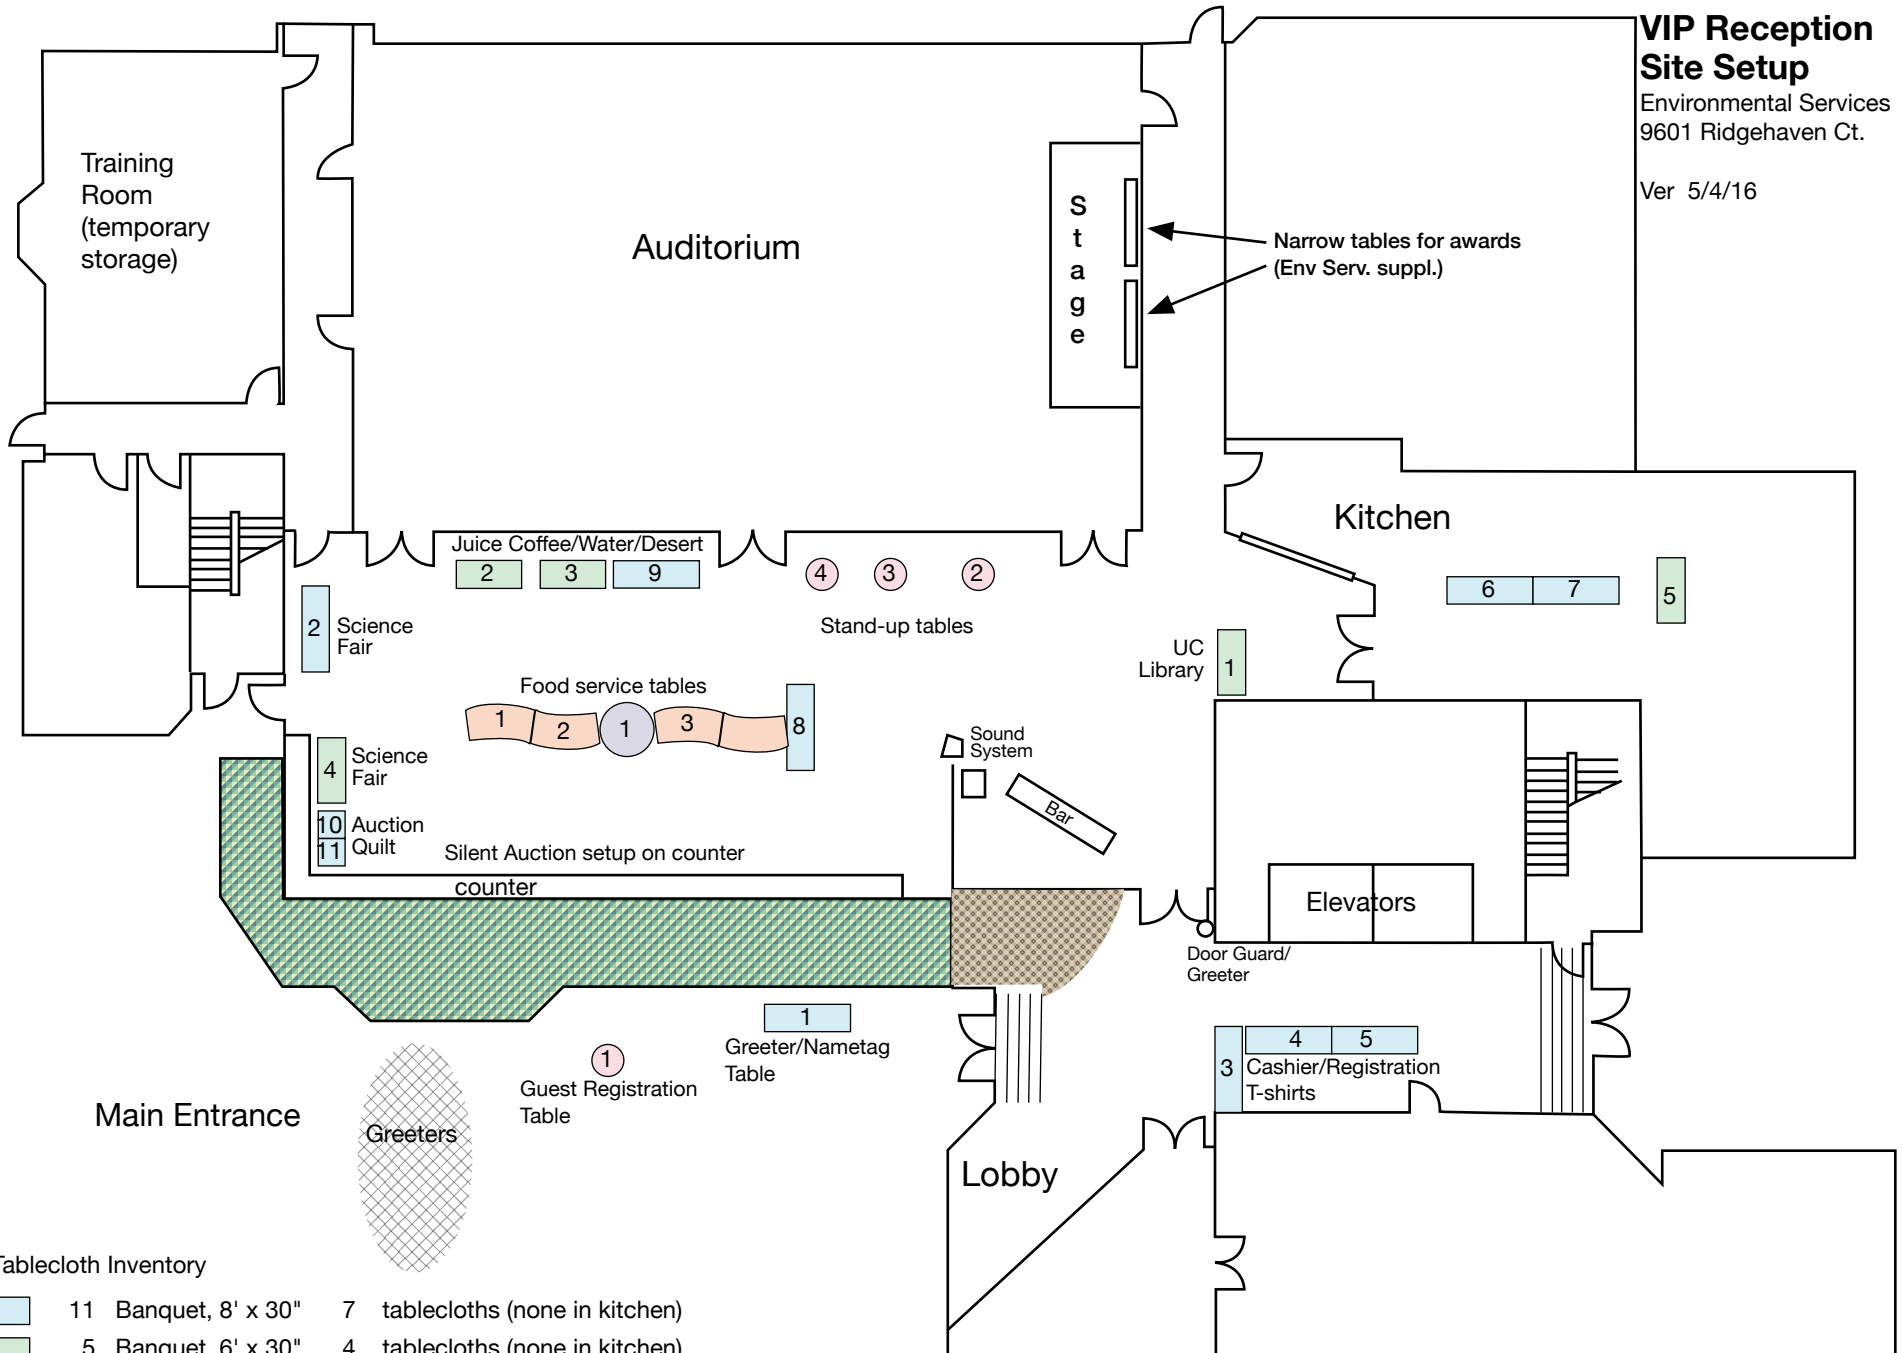 VIP Reception
Site Setup
Environmental Services
9601 Ridgehaven Ct.
Ver 5/4/16
Training
Room
(temporary
storage)
Auditorium
S
t
a
g
e
Narrow tables for awards
(Env Serv. suppl.)
Kitchen
Juice Coffee/Water/Desert
2
3
9
4
3
2
Stand-up tables
6
7
5
2
Science
Fair
UC
Library
1
Food service tables
1
2
1
3
8
Sound
System
Bar
4
Science
Fair
10
11
Auction
Quilt
Silent Auction setup on counter
counter
Elevators
Door Guard/
Greeter
1
Greeter/Nametag
Table
1
Guest Registration
Table
3
4
5
Cashier/Registration
T-shirts
Main Entrance
Greeters
Lobby
Tablecloth Inventory
11 Banquet, 8' x 30" 7 tablecloths (none in kitchen)
5 Banquet, 6' x 30" 4 tablecloths (none in kitchen)